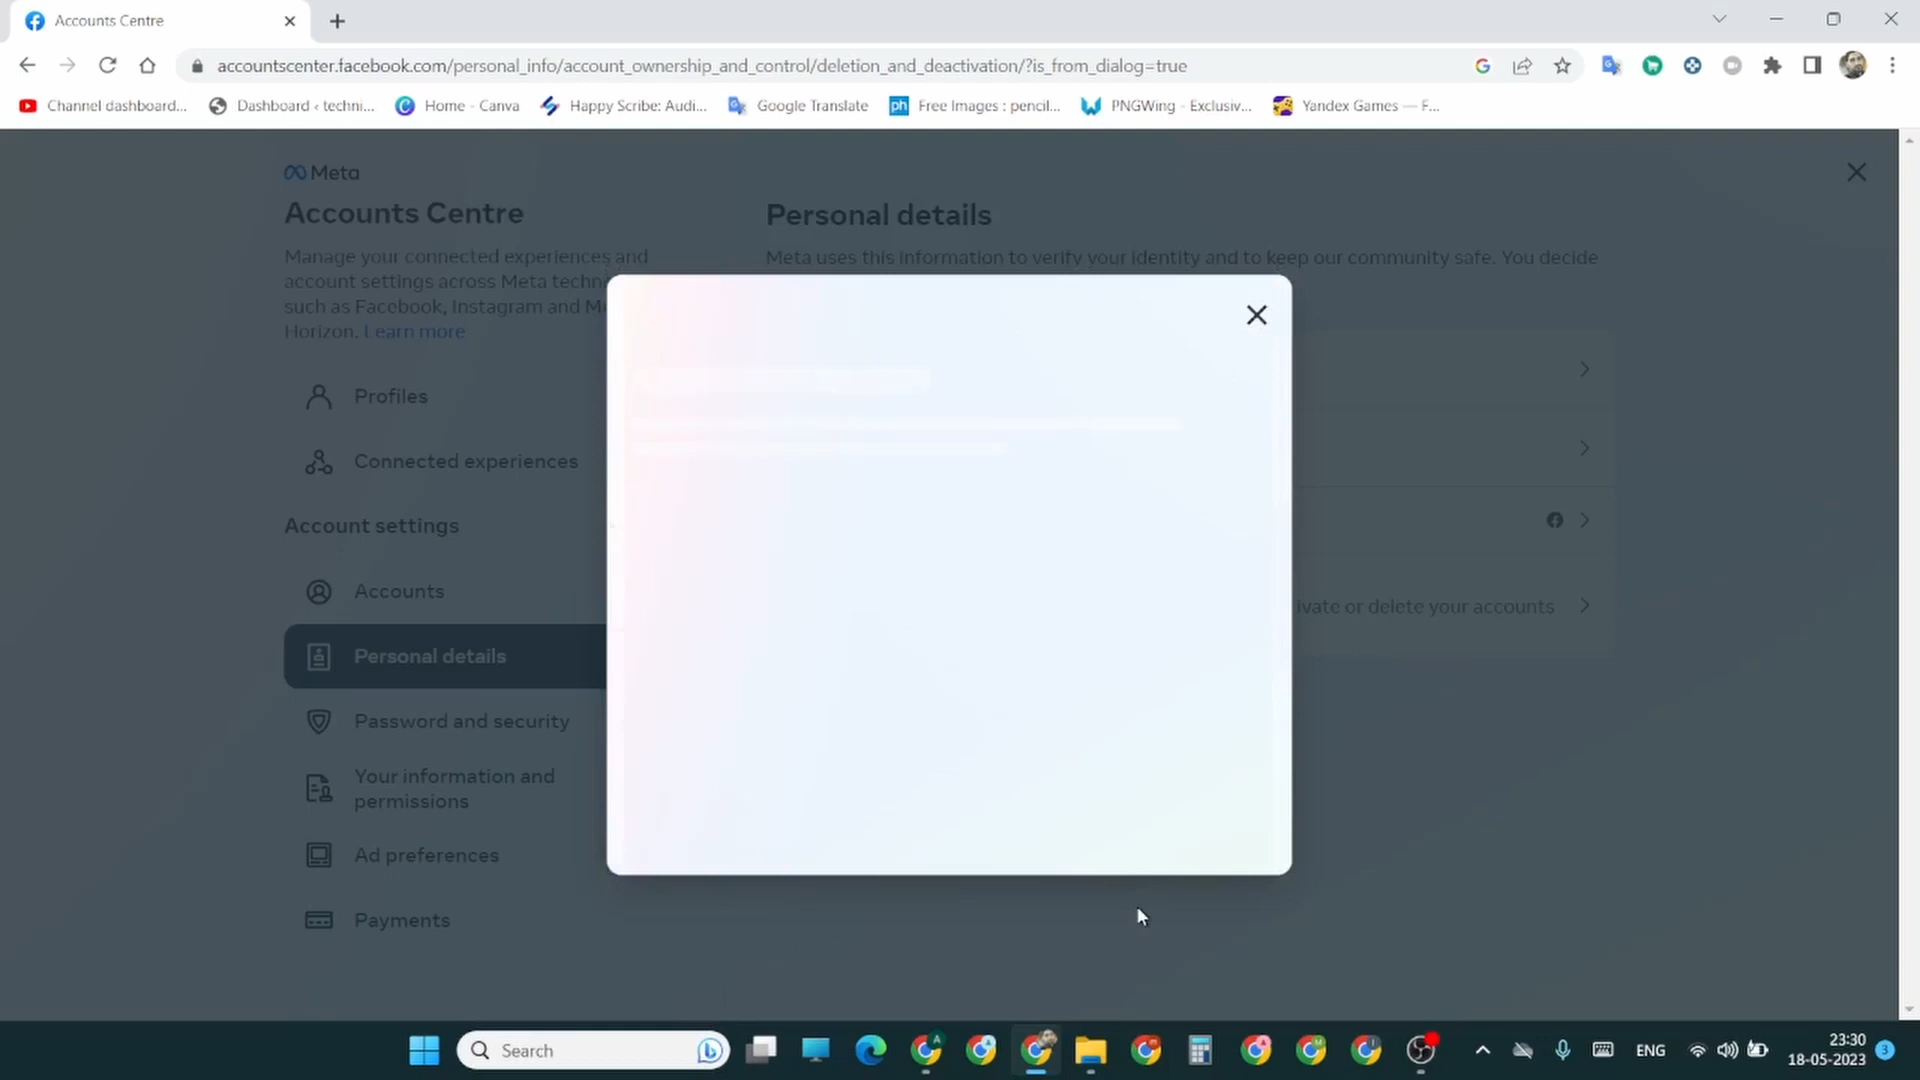 Accounts Centre
accountscenter.facebook.com/personal_info/account_ownership_and_control/deletion_and_deactivation/?is_from_dialog=true
Channel dashboard...
Dashboard ‹ techni...
Home - Canva
Happy Scribe: Audi...
Google Translate
ph
Free Images : pencil...
PNGWing - Exclusiv...
Yandex Games — F...
Meta
Accounts Centre
Manage your connected experiences and
account settings across Meta techn
such as Facebook, Instagram and M
Horizon. Learn more
Profiles
Connected experiences
Account settings
Accounts
Personal details
Password and security
Your information and
permissions
Ad preferences
Payments
Personal details
Meta uses this information to verify your identity and to keep our community safe. You decide
ivate or delete your accounts
Search
ENG
23:30
18-05-2023
3